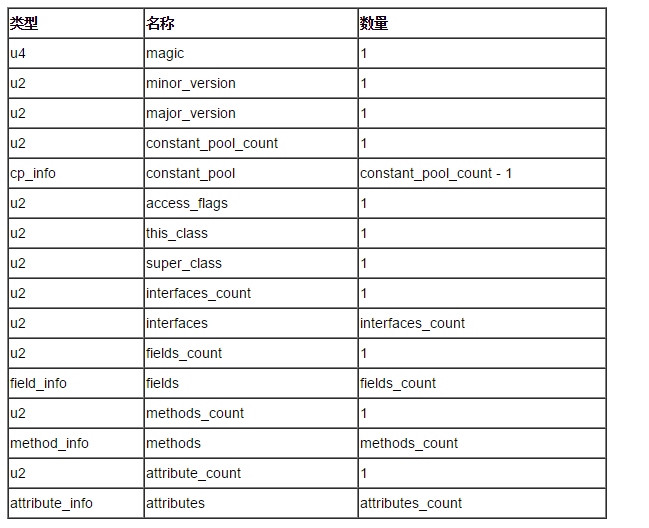 类型 名称 数量
u4 magic 1
u2 minor_version 1
u2 major_version 1
u2 constant_pool_count 1
cp_info constant_pool constant_pool_count - 1
u2 access_flags 1
u2 this_class 1
u2 super_class 1
u2 interfaces_count 1
u2 interfaces interfaces_count
u2 fields_count 1
field_info fields fields_count
u2 methods_count 1
method_info methods methods_count
u2 attribute_count 1
attribute_info attributes attributes_count